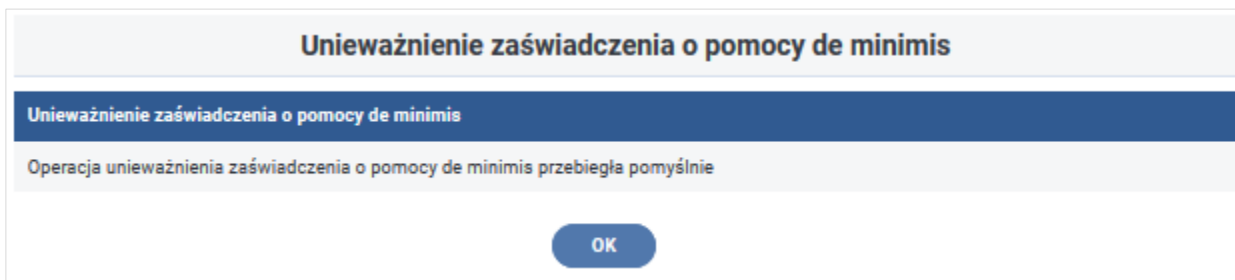 Unieważnienie zaświadczenia o pomocy de minimis
Unieważnienie zaświadczenia o pomocy de minimis
Operacja unieważnienia zaświadczenia o pomocy de minimis przebiegła pomyślnie
OK